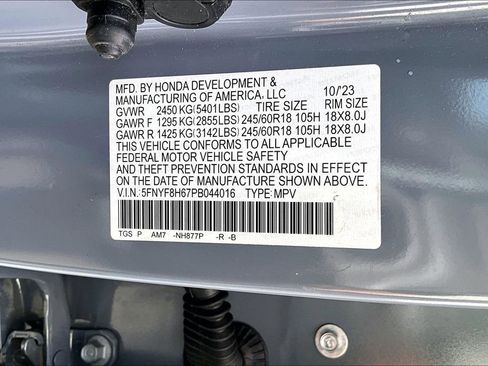 MFD. BY HONDA DEVELOPMENT &
MANUFACTURING OF AMERICA, LLC 10/'23
GVWR 2450 KG(5401LBS) TIRE SIZE RIM SIZE
GAWR F 1295 KG(2855LBS) 245/60R18 105H 18X8.0J
GAWR R 1425 KG(3142LBS) 245/60R18 105H 18X8.0J
THIS VEHICLE CONFORMS TO ALL APPLICABLE
FEDERAL MOTOR VEHICLE SAFETY
AND THEFT PREVENTION STANDARDS IN EFFECT
ON THE DATE OF MANUFACTURE SHOWN ABOVE.
V.I.N.:5FNYF8H67PB044016 TYPE:MPV
TGS P AM7 -NH877P -R -B